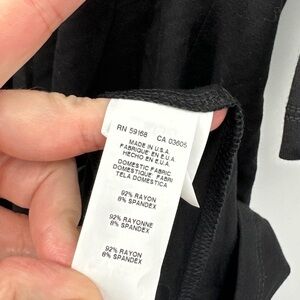 RN 59168 CA 03605
MADE IN U.S.A.
FABRIQUE EN E.U.A.
HECHO EN E.U.A.
DOMESTIC FABRIC
DOMESTIQUE FABRI
TELA DOMESTICA
92% RAYON
8% SPANDEX
92% RAYONNE
8% SPANDEX
92% RAYON
8% SPANDEX